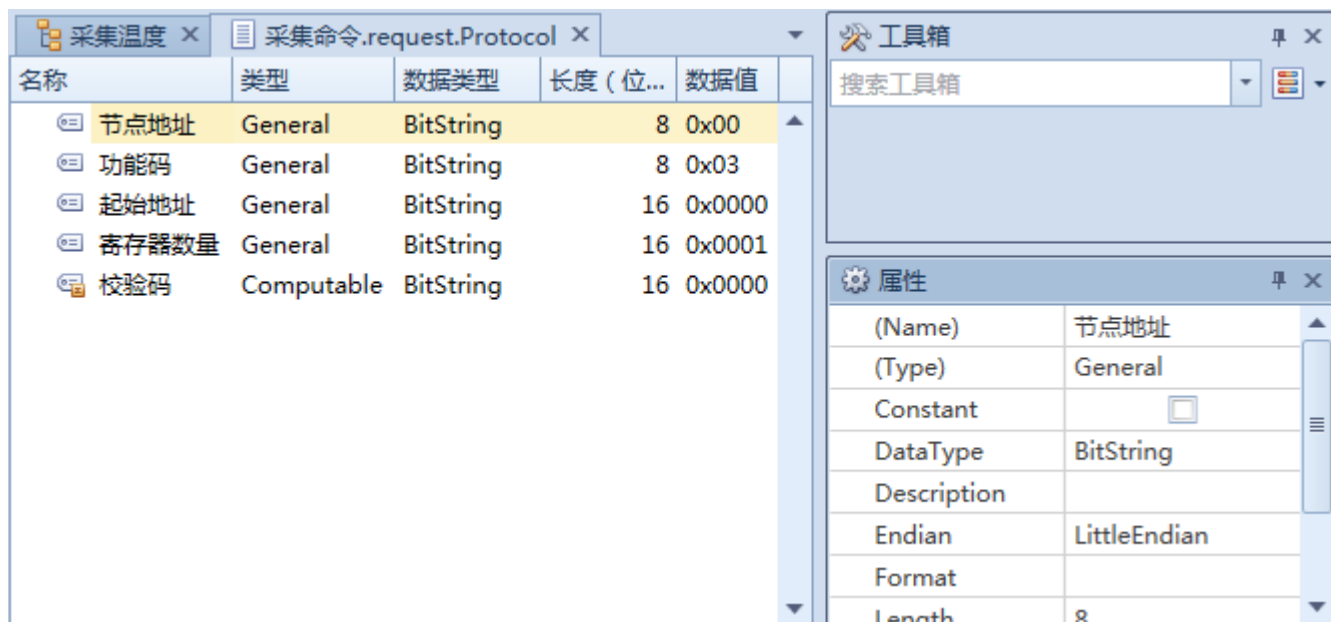 采集温度
采集命令.request.Protocol
名称 类型 数据类型 长度（位... 数据值
节点地址 General BitString 8 0x00
功能码 General BitString 8 0x03
起始地址 General BitString 16 0x0000
寄存器数量 General BitString 16 0x0001
校验码 Computable BitString 16 0x0000
工具箱
搜索工具箱
属性
(Name) 节点地址
(Type) General
Constant
DataType BitString
Description
Endian LittleEndian
Format
Length 8